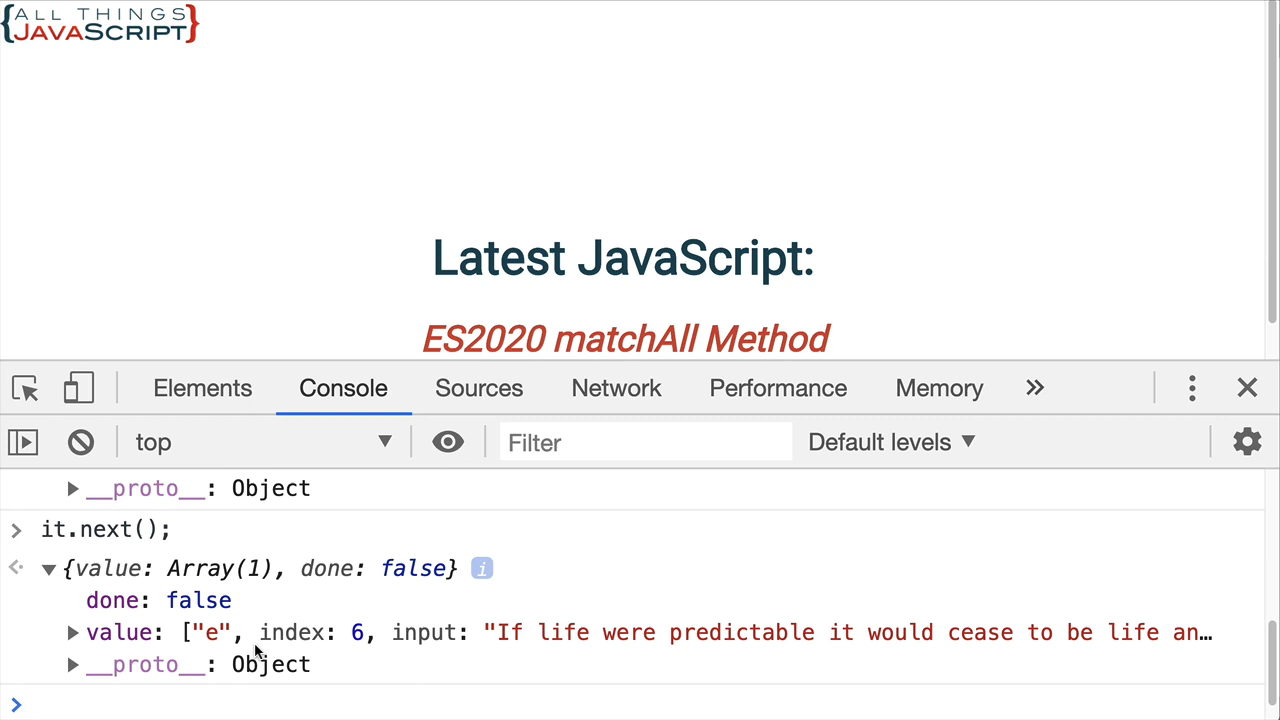 {ALL THINGS
JAVASCRIPT}
Latest JavaScript:
ES2020 matchAll Method
Elements Console Sources Network Performance Memory »
top ▼ Filter Default levels ▼
▶ __proto__: Object
> it.next();
<· ▼ {value: Array(1), done: false} i
done: false
▶ value: ["e", index: 6, input: "If life were predictable it would cease to be life an…
▶ __proto__: Object
>